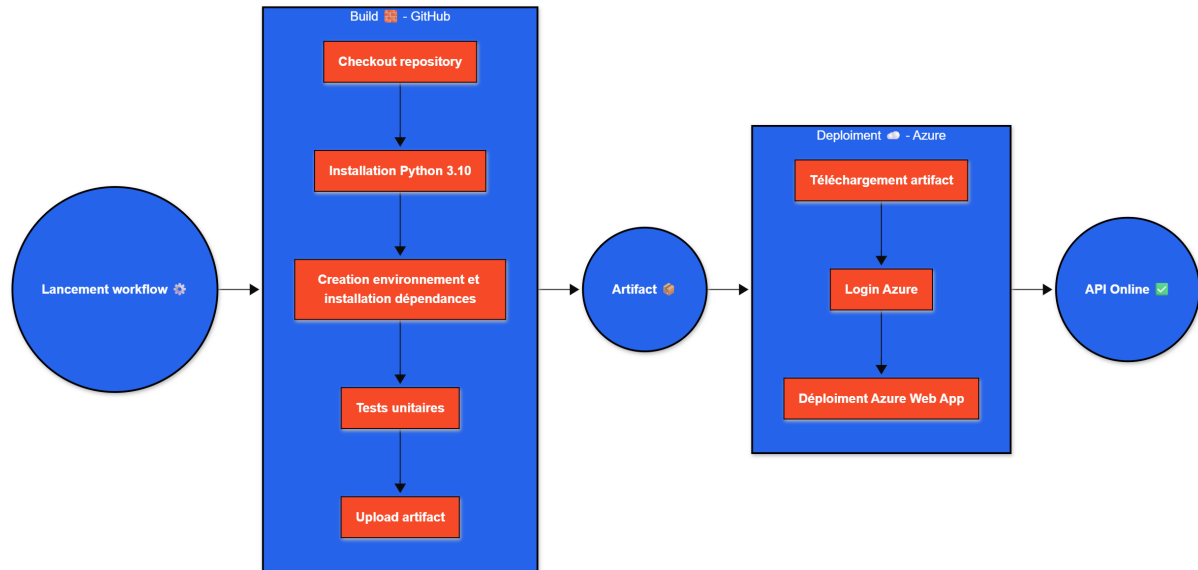 Lancement workflow ⚙️
Build 🧱 - GitHub
Checkout repository
Installation Python 3.10
Creation environnement et
installation dépendances
Tests unitaires
Upload artifact
Artifact 📦
Deploiment ☁️ - Azure
Téléchargement artifact
Login Azure
Déploiment Azure Web App
API Online ✅